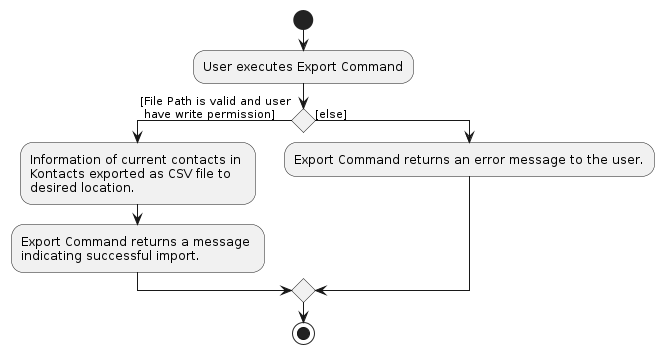 User executes Export Command
[File Path is valid and user
have write permission]
[else]
Information of current contacts in
Kontacts exported as CSV file to
desired location.
Export Command returns an error message to the user.
Export Command returns a message
indicating successful import.